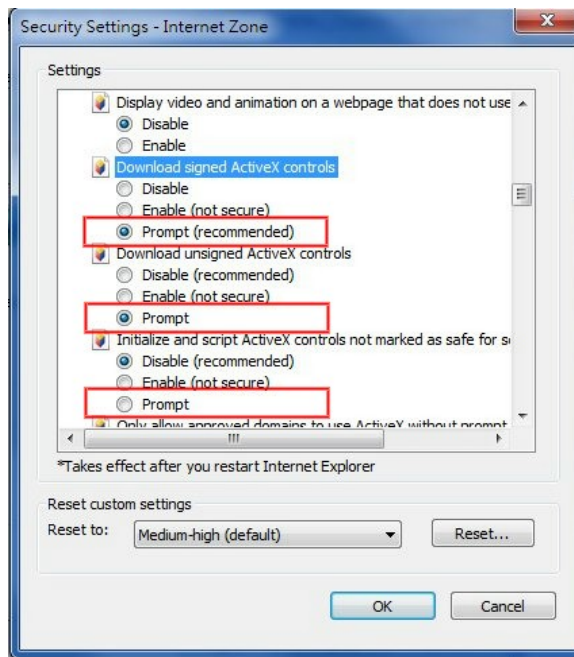 Security Settings - Internet Zone
Settings
Display video and animation on a webpage that does not use
Disable
Enable
Download signed ActiveX controls
Disable
Enable (not secure)
Prompt (recommended)
Download unsigned ActiveX controls
Disable (recommended)
Enable (not secure)
Prompt
Initialize and script ActiveX controls not marked as safe for
Disable (recommended)
Enable (not secure)
Prompt
Only allow approved domains to use ActiveX without prompt
*Takes effect after you restart Internet Explorer
Reset custom settings
Reset to:
Medium-high (default)
Reset...
OK
Cancel